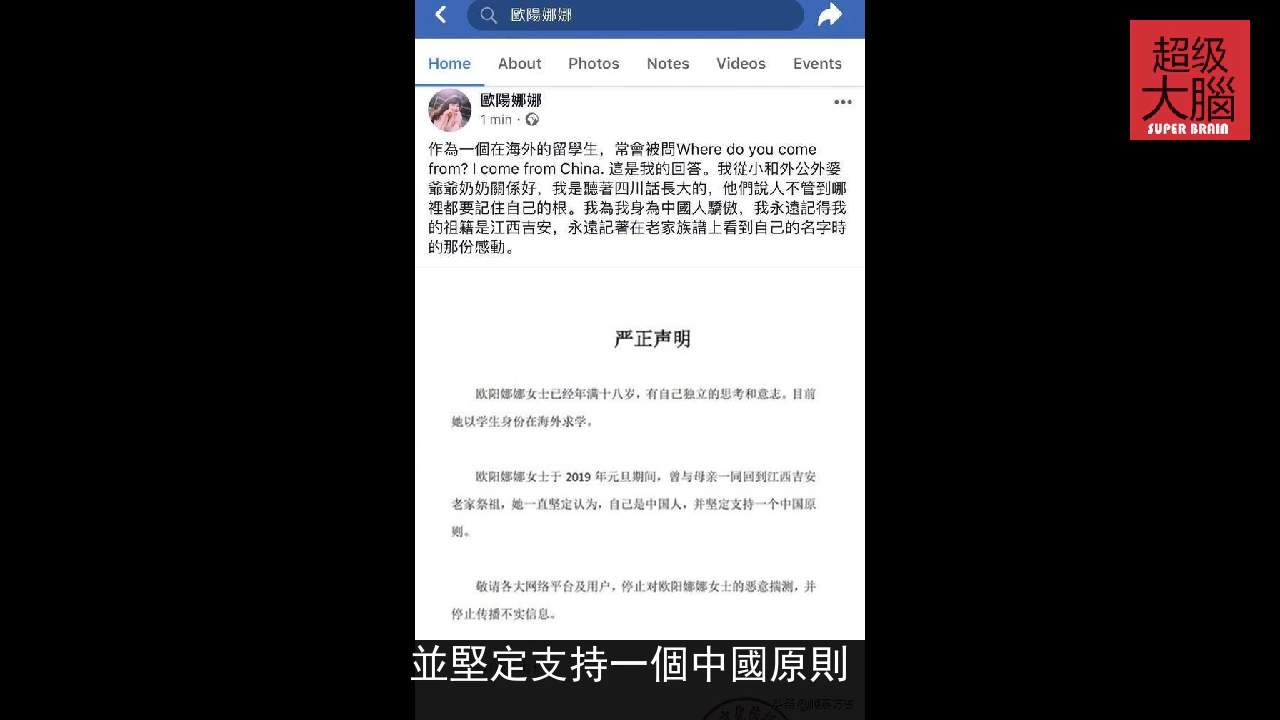 歐陽娜娜
超级
大腦
SUPER BRAIN
Home About Photos Notes Videos Events
歐陽娜娜
1 min
作為一個在海外的留學生，常會被問Where do you come
from? I come from China. 這是我的回答。我從小和外公外婆
爺爺奶奶關係好，我是聽著四川話長大的，他們說人不管到哪
裡都要記住自己的根。我為我身為中國人驕傲，我永遠記得我
的祖籍是江西吉安，永遠記著在老家族譜上看到自己的名字時
的那份感動。
严正声明
欧阳娜娜女士已经年满十八岁，有自己独立的思考和意志。目前
她以学生身份在海外求学。
欧阳娜娜女士于 2019 年元旦期间，曾与母亲一同回到江西吉安
老家祭祖，她一直坚定认为，自己是中国人，并坚定支持一个中国原
则。
敬请各大网络平台及用户，停止对欧阳娜娜女士的恶意揣测，并
停止传播不实信息。
並堅定支持一個中國原則